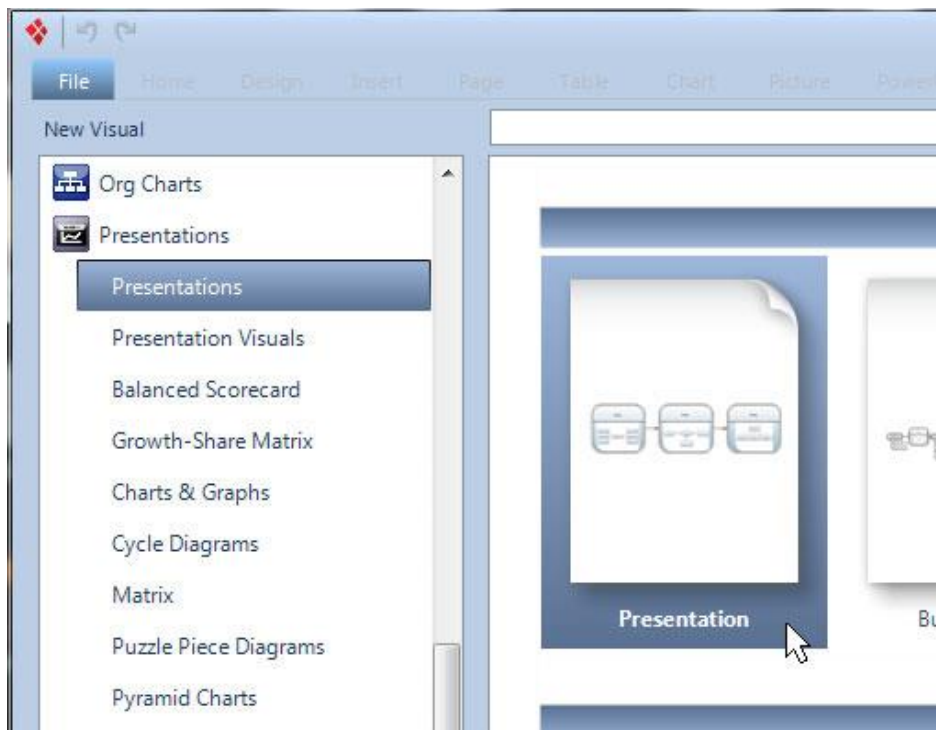 File Home Design Insert Page Table Chart Picture
New Visual
Org Charts
Presentations
Presentations
Presentation Visuals
Balanced Scorecard
Growth-Share Matrix
Charts & Graphs
Cycle Diagrams
Matrix
Puzzle Piece Diagrams
Pyramid Charts
Presentation
Bu